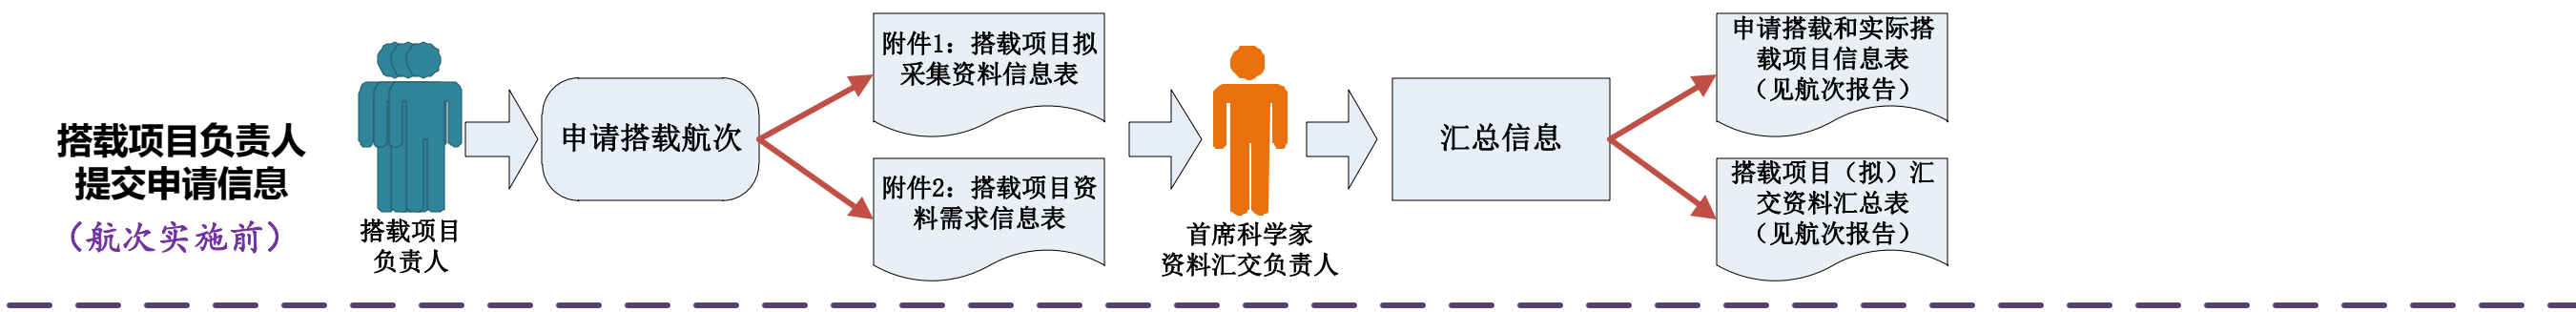 搭载项目负责人
提交申请信息
（航次实施前）
搭载项目
负责人
申请搭载航次
附件1：搭载项目拟
采集资料信息表
附件2：搭载项目资
料需求信息表
首席科学家
资料汇交负责人
汇总信息
申请搭载和实际搭
载项目信息表
（见航次报告）
搭载项目（拟）汇
交资料汇总表
（见航次报告）